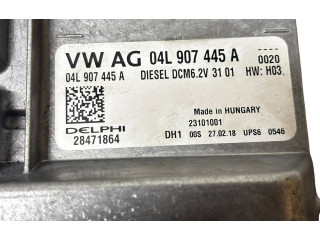 VW AG 04L 907 445 A 0020
04L 907 445 A DIESEL DCM6.2V 31 01 HW: H03
Made in HUNGARY
23101001
DELPHI DH1 00S 27.02.18 UPS6 0546
28471864